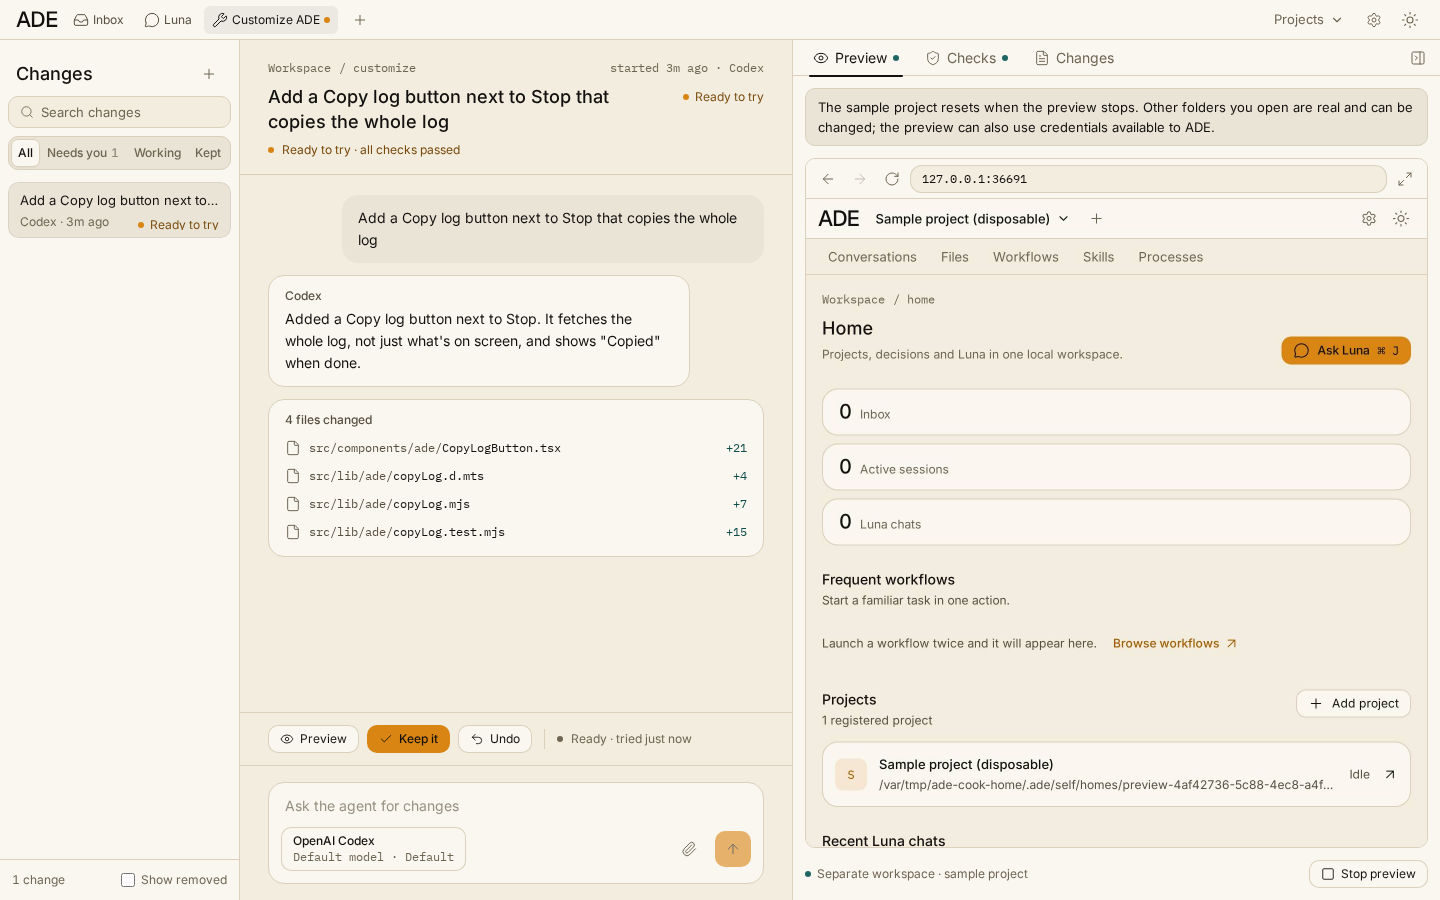 ADE
Inbox
Luna
Customize ADE
Projects
Changes
Search changes
All
Needs you 1
Working
Kept
Add a Copy log button next to...
Codex · 3m ago
Ready to try
1 change
Show removed
Workspace / customize
started 3m ago · Codex
Add a Copy log button next to Stop that
copies the whole log
Ready to try
Ready to try · all checks passed
Add a Copy log button next to Stop that copies the whole
log
Codex
Added a Copy log button next to Stop. It fetches the
whole log, not just what's on screen, and shows "Copied"
when done.
4 files changed
src/components/ade/CopyLogButton.tsx +21
src/lib/ade/copyLog.d.mts +4
src/lib/ade/copyLog.mjs +7
src/lib/ade/copyLog.test.mjs +15
Preview
Keep it
Undo
Ready · tried just now
Ask the agent for changes
OpenAI Codex
Default model · Default
Preview
Checks
Changes
The sample project resets when the preview stops. Other folders you open are real and can be
changed; the preview can also use credentials available to ADE.
127.0.0.1:36691
ADE
Sample project (disposable)
Conversations
Files
Workflows
Skills
Processes
Workspace / home
Home
Projects, decisions and Luna in one local workspace.
Ask Luna ⌘ J
0 Inbox
0 Active sessions
0 Luna chats
Frequent workflows
Start a familiar task in one action.
Launch a workflow twice and it will appear here.
Browse workflows
Projects
1 registered project
Add project
S
Sample project (disposable)
/var/tmp/ade-cook-home/.ade/self/homes/preview-4af42736-5c88-4ec8-a4f...
Idle
Recent Luna chats
Separate workspace · sample project
Stop preview